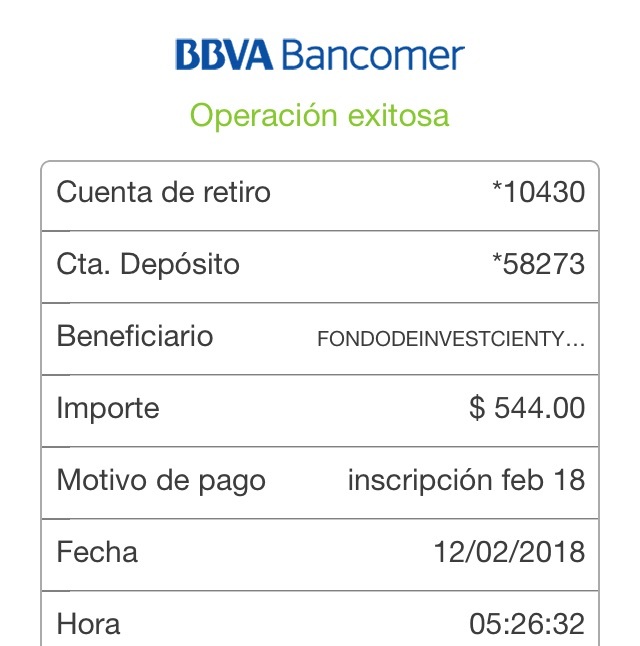 BBVA Bancomer
Operación exitosa
Cuenta de retiro *10430
Cta. Depósito *58273
Beneficiario FONDODEINVESTCIENTY...
Importe $ 544.00
Motivo de pago inscripción feb 18
Fecha 12/02/2018
Hora 05:26:32